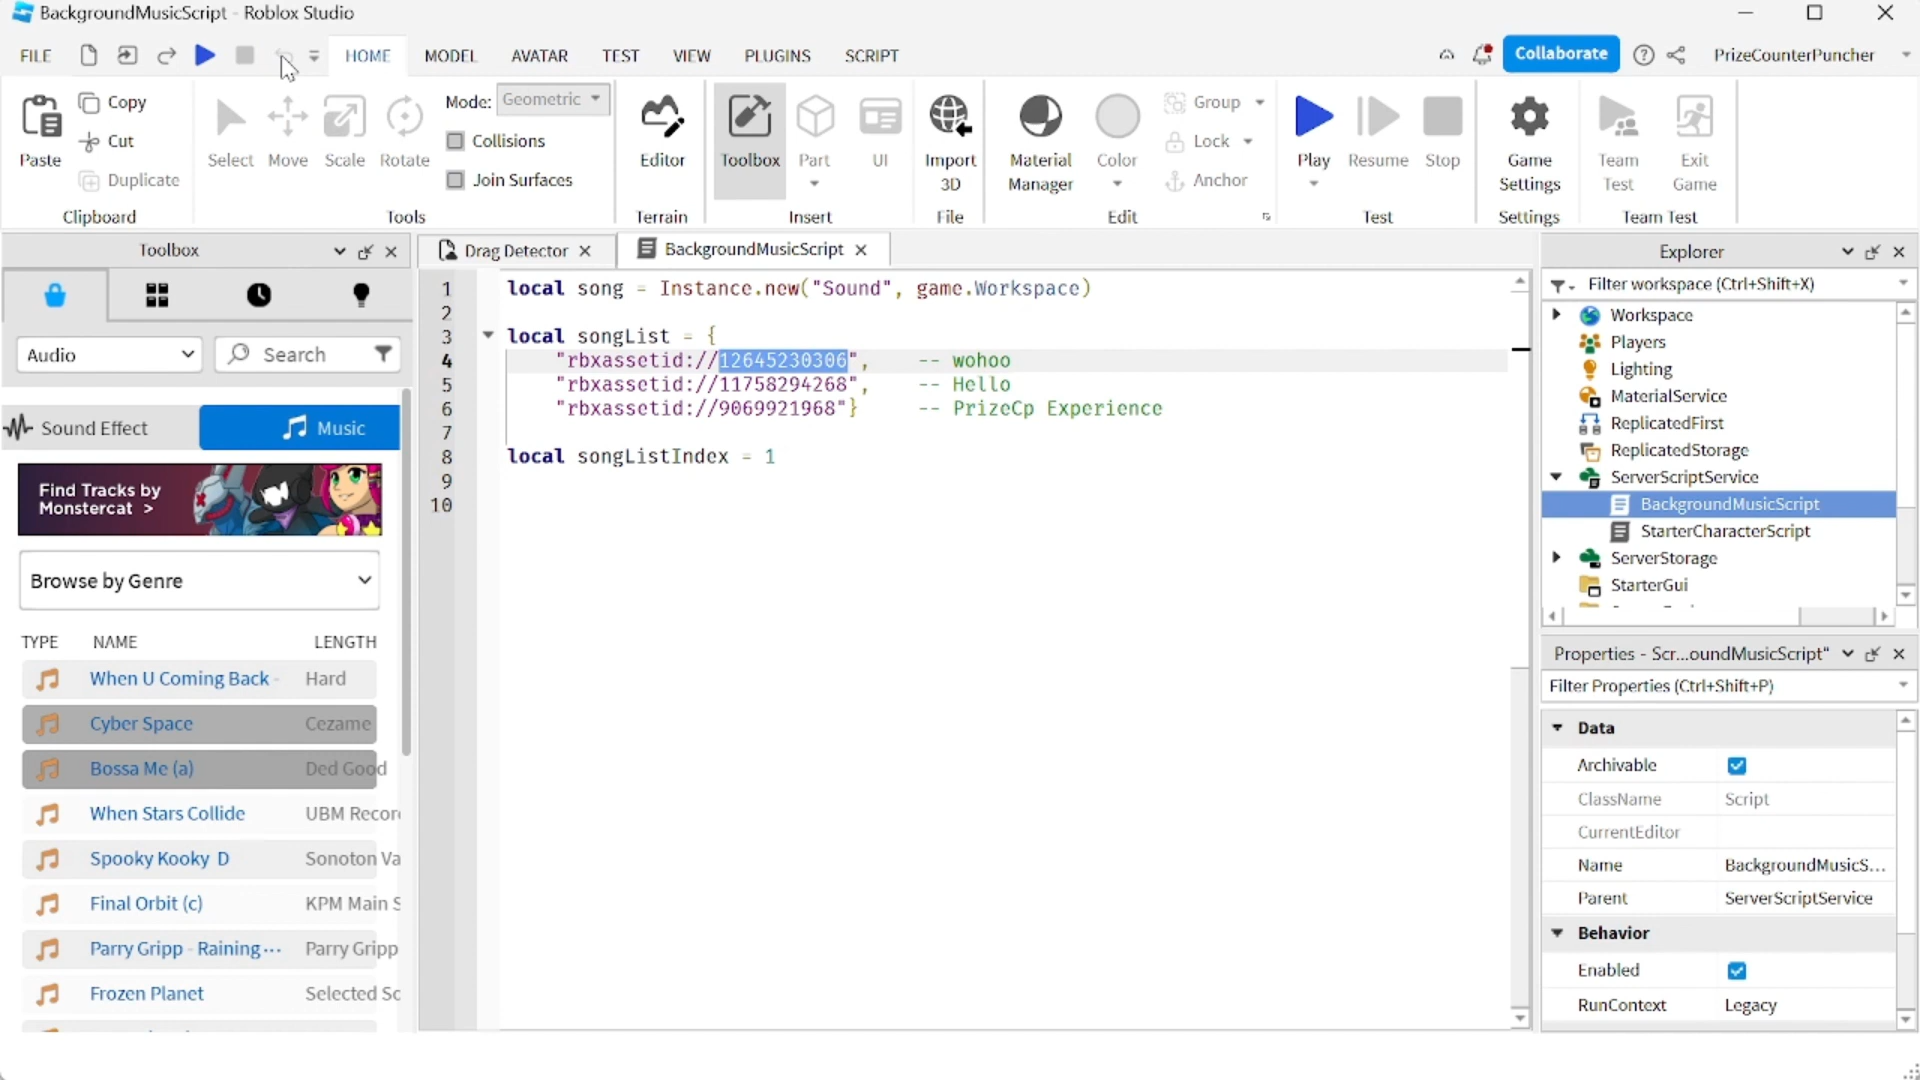 BackgroundMusicScript - Roblox Studio
FILE
HOME
MODEL
AVATAR
TEST
VIEW
PLUGINS
SCRIPT
Collaborate
PrizeCounterPuncher
Paste
Copy
Cut
Duplicate
Clipboard
Select
Move
Scale
Rotate
Mode: Geometric
Collisions
Join Surfaces
Tools
Editor
Terrain
Toolbox
Part
UI
Insert
Import
3D
File
Material
Manager
Color
Group
Lock
Anchor
Edit
Play
Resume
Stop
Test
Game
Settings
Settings
Team
Test
Exit
Game
Team Test
Toolbox
Audio
Search
Sound Effect
Music
Find Tracks by
Monstercat >
Browse by Genre
TYPE NAME LENGTH
When U Coming Back - Hard
Cyber Space Cezame
Bossa Me (a) Ded Good
When Stars Collide UBM Recor
Spooky Kooky D Sonoton Va
Final Orbit (c) KPM Main S
Parry Gripp - Raining ... Parry Gripp
Frozen Planet Selected So
Drag Detector
BackgroundMusicScript
1 local song = Instance.new("Sound", game.Workspace)
2
3 local songList = {
4 "rbxassetid://12645230306", -- wohoo
5 "rbxassetid://11758294268", -- Hello
6 "rbxassetid://9069921968"} -- PrizeCp Experience
7
8 local songListIndex = 1
9
10
Explorer
Filter workspace (Ctrl+Shift+X)
Workspace
Players
Lighting
MaterialService
ReplicatedFirst
ReplicatedStorage
ServerScriptService
BackgroundMusicScript
StarterCharacterScript
ServerStorage
StarterGui
Properties - Scr...oundMusicScript"
Filter Properties (Ctrl+Shift+P)
Data
Archivable
ClassName Script
CurrentEditor
Name BackgroundMusicS...
Parent ServerScriptService
Behavior
Enabled
RunContext Legacy